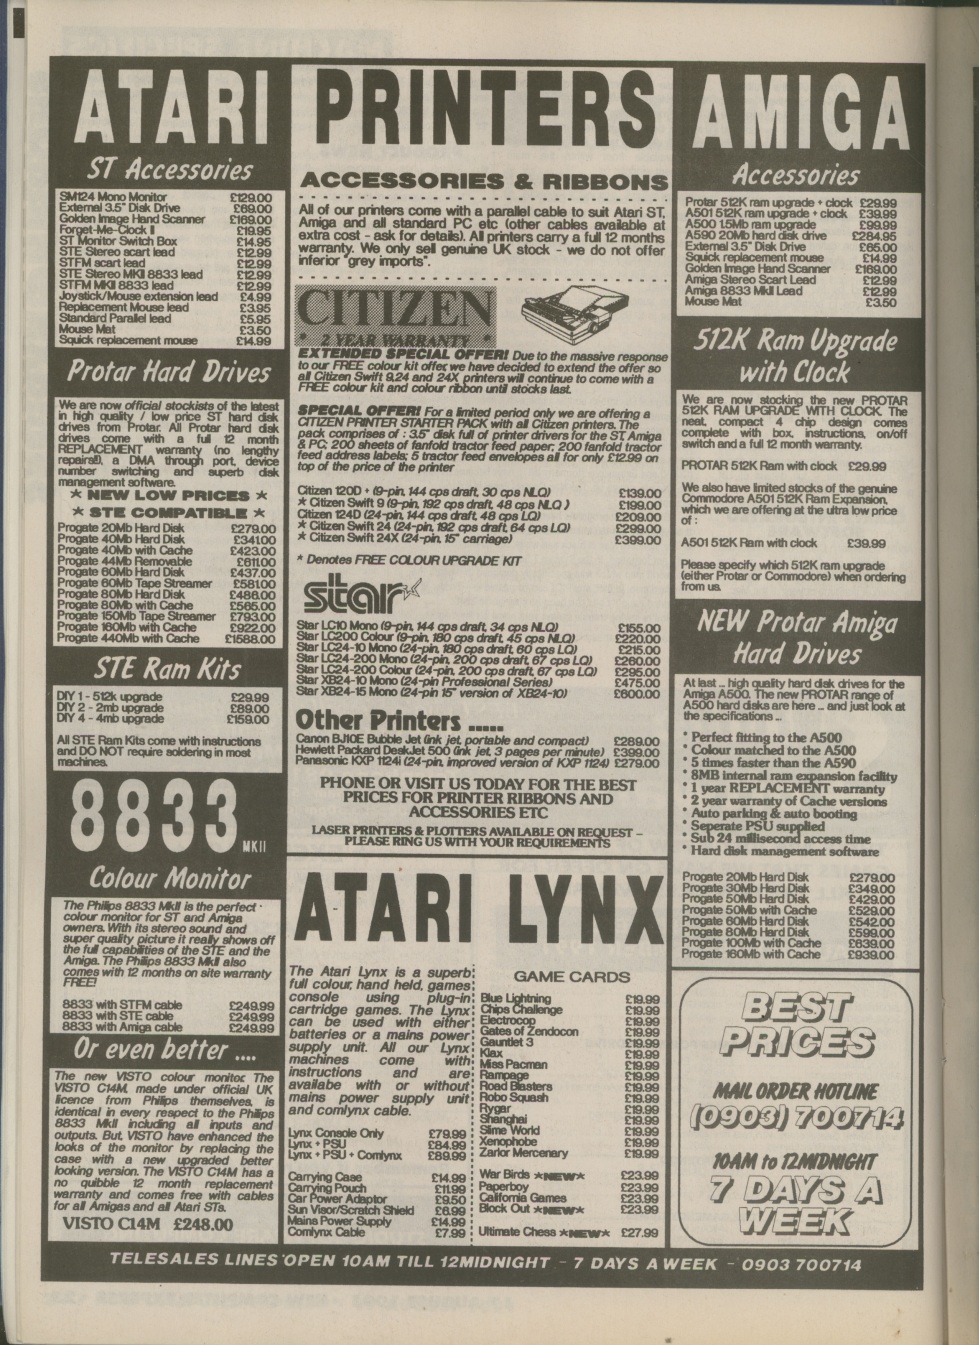 ATARI
ST Accessories
SM124 Mono Monitor £129.00
External 3.5" Disk Drive £69.00
Golden Image Hand Scanner £189.00
Forget-Me-Clock II £19.95
ST Monitor Switch Box £14.95
STE Stereo scart lead £12.99
STFM scart lead £12.99
STE Stereo MKII 8833 lead £12.99
STFM MKII 8833 lead £12.99
Joystick/Mouse extension lead £4.99
Replacement Mouse lead £3.95
Standard Parallel lead £5.95
Mouse Mat £3.50
Squick replacement mouse £14.99
Protar Hard Drives
We are now official stockists of the latest
in high quality / low price ST hard disk
drives from Protar. All Protar hard disk
drives come with a full 12 month
REPLACEMENT warranty (no lengthy
repairs!), a DMA through port, device
number switching and superb disk
management software.
★ NEW LOW PRICES ★
★ STE COMPATIBLE ★
Progate 20Mb Hard Disk £279.00
Progate 40Mb Hard Disk £341.00
Progate 40Mb with Cache £423.00
Progate 44Mb Removable £611.00
Progate 60Mb Hard Disk £437.00
Progate 60Mb Tape Streamer £581.00
Progate 80Mb Hard Disk £486.00
Progate 80Mb with Cache £565.00
Progate 150Mb Tape Streamer £793.00
Progate 160Mb with Cache £922.00
Progate 440Mb with Cache £1588.00
STE Ram Kits
DIY 1 - 512k upgrade £29.99
DIY 2 - 2mb upgrade £89.00
DIY 4 - 4mb upgrade £159.00
All STE Ram Kits come with instructions
and DO NOT require soldering in most
machines.
8833 MKII
Colour Monitor
The Philips 8833 MkII is the perfect
colour monitor for ST and Amiga
owners. With its stereo sound and
super quality picture it really shows off
the full capabilities of the STE and the
Amiga. The Philips 8833 MkII also
comes with 12 months on site warranty
FREE!
8833 with STFM cable £249.99
8833 with STE cable £249.99
8833 with Amiga cable £249.99
Or even better ....
The new VISTO colour monitor. The
VISTO C14M, made under official UK
licence from Philips themselves, is
identical in every respect to the Philips
8833 MkII including all inputs and
outputs. But, VISTO have enhanced the
looks of the monitor by replacing the
case with a new upgraded better
looking version. The VISTO C14M has a
no quibble 12 month replacement
warranty and comes free with cables
for all Amigas and all Atari STs.
VISTO C14M £248.00
PRINTERS
ACCESSORIES & RIBBONS
All of our printers come with a parallel cable to suit Atari ST,
Amiga and all standard PC etc (other cables available at
extra cost - ask for details). All printers carry a full 12 months
warranty. We only sell genuine UK stock - we do not offer
inferior "grey imports".
CITIZEN
* 2 YEAR WARRANTY *
EXTENDED SPECIAL OFFER! Due to the massive response
to our FREE colour kit offer, we have decided to extend the offer so
all Citizen Swift 9,24 and 24X printers will continue to come with a
FREE colour kit and colour ribbon until stocks last.
SPECIAL OFFER! For a limited period only we are offering a
CITIZEN PRINTER STARTER PACK with all Citizen printers. The
pack comprises of : 3.5" disk full of printer drivers for the ST, Amiga
& PC; 200 sheets of fanfold tractor feed paper; 200 fanfold tractor
feed address labels; 5 tractor feed envelopes all for only £12.99 on
top of the price of the printer
Citizen 120D + (9-pin, 144 cps draft, 30 cps NLQ) £139.00
★ Citizen Swift 9 (9-pin, 192 cps draft, 48 cps NLQ ) £199.00
Citizen 124D (24-pin, 144 cps draft, 48 cps LQ) £209.00
★ Citizen Swift 24 (24-pin, 192 cps draft, 64 cps LQ) £299.00
★ Citizen Swift 24X (24-pin, 15" carriage) £399.00
* Denotes FREE COLOUR UPGRADE KIT
star
Star LC10 Mono (9-pin, 144 cps draft, 34 cps NLQ) £155.00
Star LC200 Colour (9-pin, 180 cps draft, 45 cps NLQ) £220.00
Star LC24-10 Mono (24-pin, 180 cps draft, 60 cps LQ) £215.00
Star LC24-200 Mono (24-pin, 200 cps draft, 67 cps LQ) £260.00
Star LC24-200 Colour (24-pin, 200 cps draft, 67 cps LQ) £295.00
Star XB24-10 Mono (24-pin Professional Series) £475.00
Star XB24-15 Mono (24-pin 15" version of XB24-10) £600.00
Other Printers .....
Canon BJ10E Bubble Jet (ink jet, portable and compact) £289.00
Hewlett Packard DeskJet 500 (ink jet, 3 pages per minute) £399.00
Panasonic KXP 1124i (24-pin, improved version of KXP 1124) £279.00
PHONE OR VISIT US TODAY FOR THE BEST
PRICES FOR PRINTER RIBBONS AND
ACCESSORIES ETC
LASER PRINTERS & PLOTTERS AVAILABLE ON REQUEST -
PLEASE RING US WITH YOUR REQUIREMENTS
ATARI LYNX
The Atari Lynx is a superb
full colour, hand held, games
console using plug-in
cartridge games. The Lynx
can be used with either
batteries or a mains power
supply unit. All our Lynx
machines come with
instructions and are
availabe with or without
mains power supply unit
and comlynx cable.
Lynx Console Only £79.99
Lynx + PSU £84.99
Lynx + PSU + Comlynx £89.99
Carrying Case £14.99
Carrying Pouch £11.99
Car Power Adaptor £9.50
Sun Visor/Scratch Shield £6.99
Mains Power Supply £14.99
Comlynx Cable £7.99
GAME CARDS
Blue Lightning £19.99
Chips Challenge £19.99
Electrocop £19.99
Gates of Zendocon £19.99
Gauntlet 3 £19.99
Klax £19.99
Miss Pacman £19.99
Rampage £19.99
Road Blasters £19.99
Robo Squash £19.99
Rygar £19.99
Shanghai £19.99
Slime World £19.99
Xenophobe £19.99
Zarlor Mercenary £19.99
War Birds ★NEW★ £23.99
Paperboy £23.99
California Games £23.99
Block Out ★NEW★ £23.99
Ultimate Chess ★NEW★ £27.99
AMIGA
Accessories
Protar 512K ram upgrade + clock £29.99
A501 512K ram upgrade + clock £39.99
A500 1.5Mb ram upgrade £99.99
A590 20Mb hard disk drive £284.95
External 3.5" Disk Drive £65.00
Squick replacement mouse £14.99
Golden Image Hand Scanner £169.00
Amiga Stereo Scart Lead £12.99
Amiga 8833 MkII Lead £12.99
Mouse Mat £3.50
512K Ram Upgrade
with Clock
We are now stocking the new PROTAR
512K RAM UPGRADE WITH CLOCK. The
neat, compact 4 chip design comes
complete with box, instructions, on/off
switch and a full 12 month warranty.
PROTAR 512K Ram with clock £29.99
We also have limited stocks of the genuine
Commodore A501 512K Ram Expansion,
which we are offering at the ultra low price
of :
A501 512K Ram with clock £39.99
Please specify which 512K ram upgrade
(either Protar or Commodore) when ordering
from us.
NEW Protar Amiga
Hard Drives
At last ... high quality hard disk drives for the
Amiga A500. The new PROTAR range of
A500 hard disks are here ... and just look at
the specifications ...
* Perfect fitting to the A500
* Colour matched to the A500
* 5 times faster than the A590
* 8MB internal ram expansion facility
* 1 year REPLACEMENT warranty
* 2 year warranty of Cache versions
* Auto parking & auto booting
* Seperate PSU supplied
* Sub 24 millisecond access time
* Hard disk management software
Progate 20Mb Hard Disk £279.00
Progate 30Mb Hard Disk £349.00
Progate 50Mb Hard Disk £429.00
Progate 50Mb with Cache £529.00
Progate 60Mb Hard Disk £542.00
Progate 80Mb Hard Disk £599.00
Progate 100Mb with Cache £639.00
Progate 160Mb with Cache £939.00
BEST
PRICES
MAIL ORDER HOTLINE
(0903) 700714
10AM to 12MIDNIGHT
7 DAYS A
WEEK
TELESALES LINES OPEN 10AM TILL 12MIDNIGHT - 7 DAYS A WEEK - 0903 700714